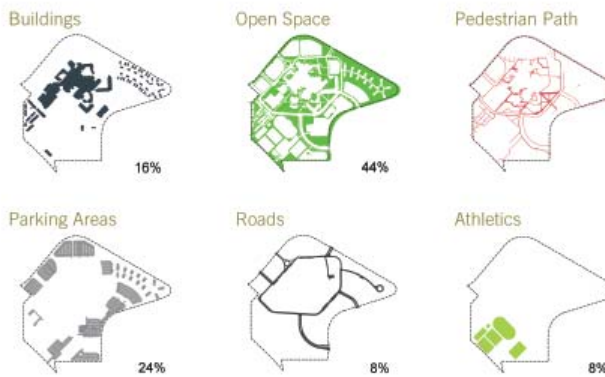 Buildings
Open Space
Pedestrian Path
16%
44%
Parking Areas
Roads
Athletics
24%
8%
8%